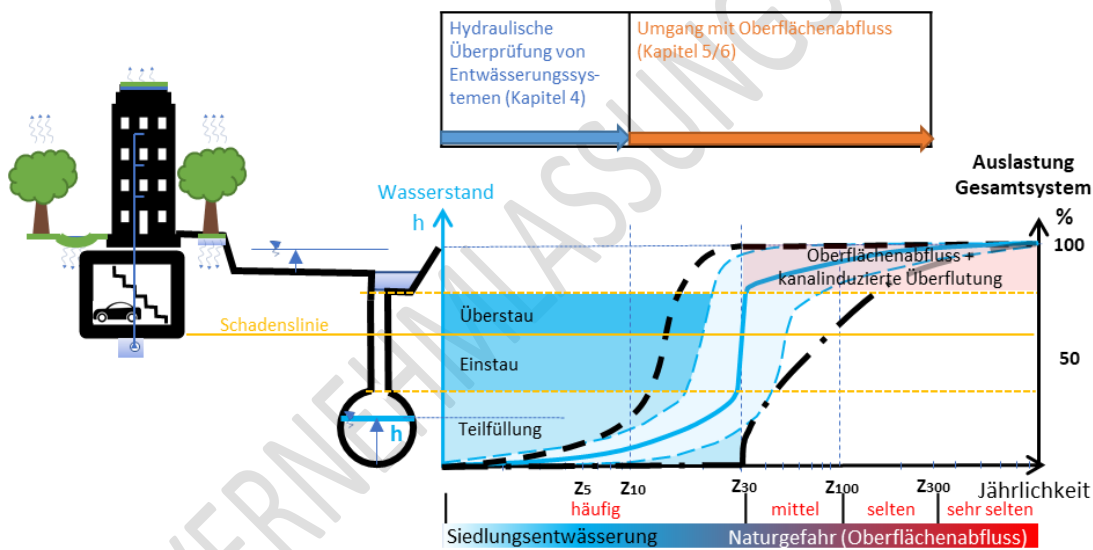 Hydraulische
Überprüfung von
Entwässerungssys-
temen (Kapitel 4)
Umgang mit Oberflächenabfluss
(Kapitel 5/6)
Auslastung
Gesamtsystem
%
Wasserstand
h
100
Oberflächenabfluss +
kanalinduzierte Überflutung
Überstau
Schadenslinie
Einstau
50
h
Teilfüllung
Z5 Z10 Z30 Z100 Z300 Jährlichkeit
häufig mittel selten sehr selten
Siedlungsentwässerung Naturgefahr (Oberflächenabfluss)